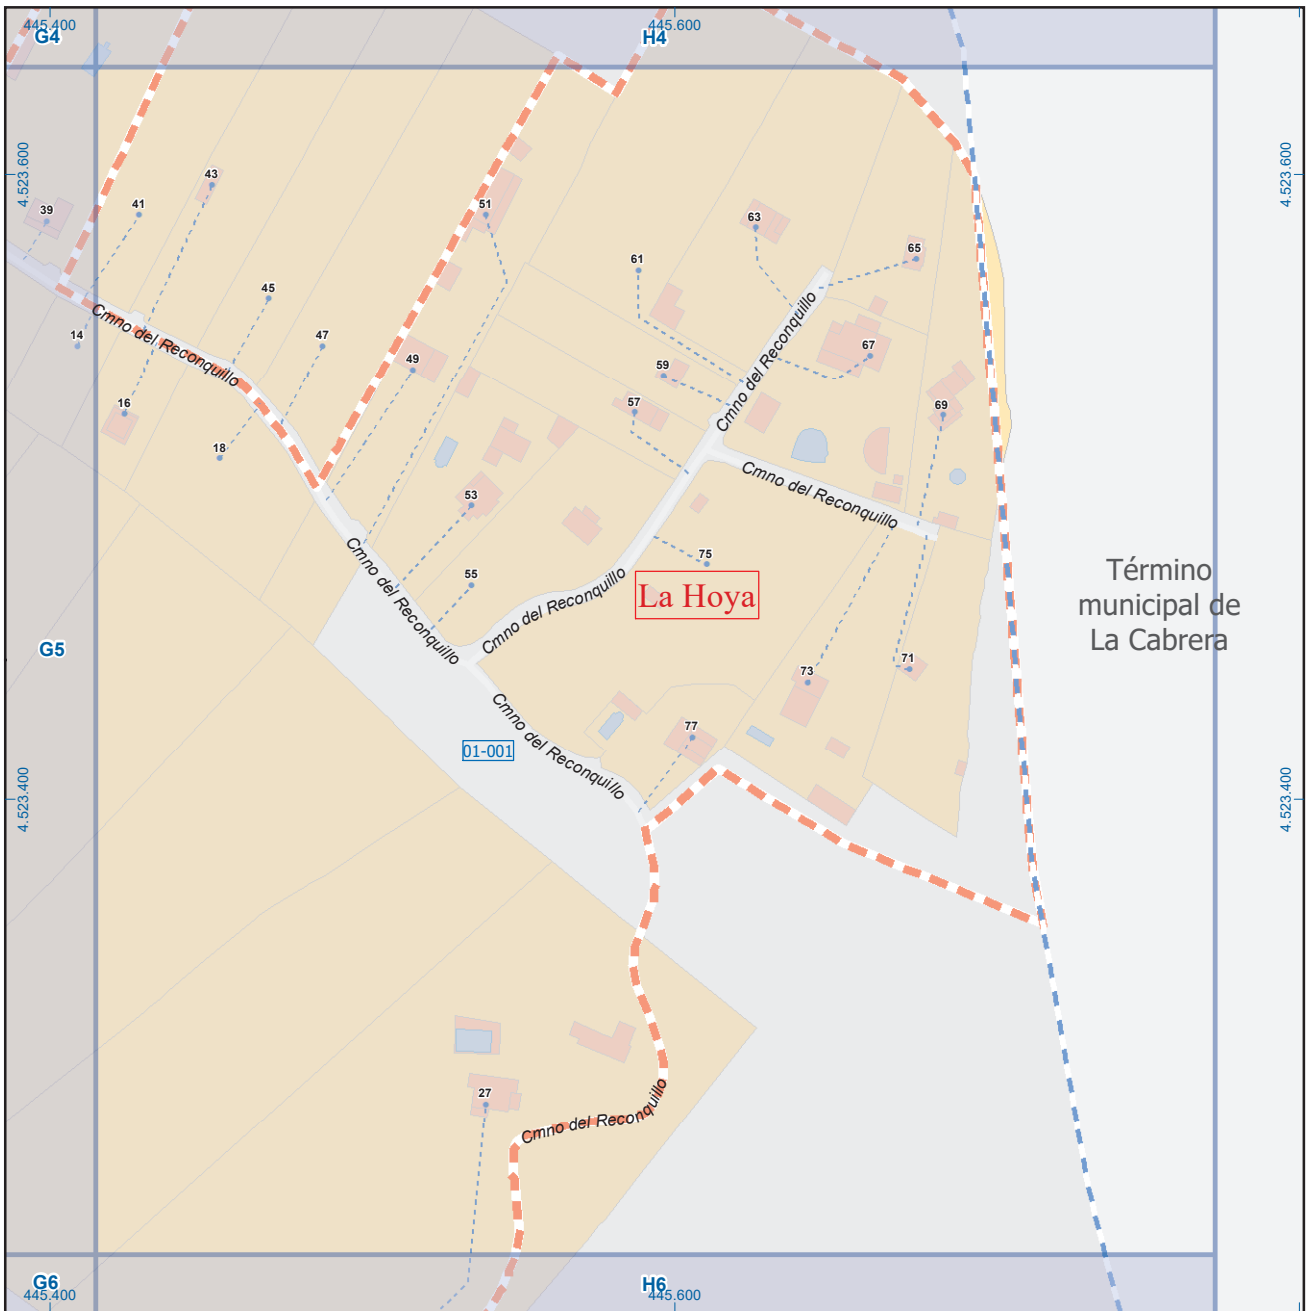 445.400
G4
445.600
H4
4.523.600
4.523.600
39
41
43
51
63
65
61
45
14
47
49
59
67
16
57
69
18
53
75
55
73
71
77
27
Cmno del Reconquillo
Cmno del Reconquillo
Cmno del Reconquillo
Cmno del Reconquillo
Cmno del Reconquillo
Cmno del Reconquillo
Cmno del Reconquillo
La Hoya
Término
municipal de
La Cabrera
G5
01-001
4.523.400
4.523.400
G6
445.400
H6
445.600